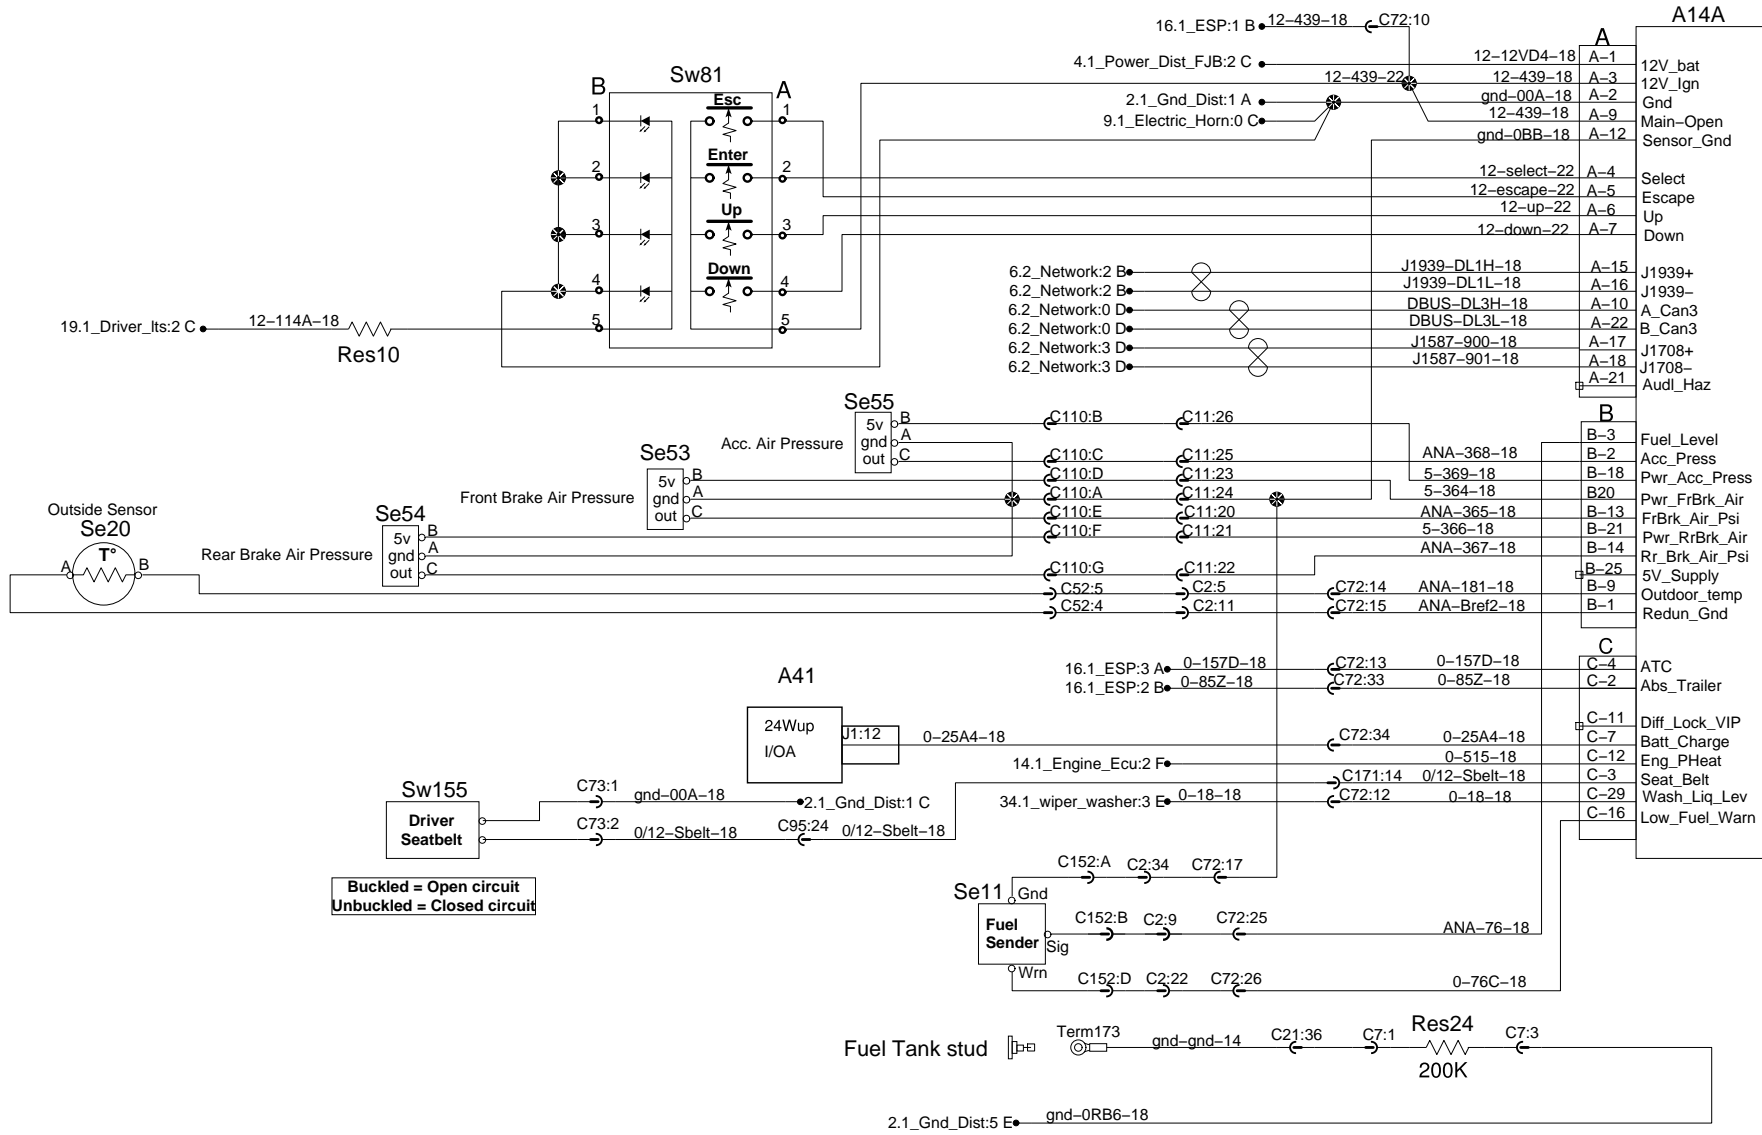 A14A
16.1_ESP:1 B 12-439-18 C72:10
A
4.1_Power_Dist_FJB:2 C 12-12VD4-18 A-1 12V_bat
12-439-22 12-439-18 A-3 12V_Ign
2.1_Gnd_Dist:1 A gnd-00A-18 A-2 Gnd
9.1_Electric_Horn:0 C 12-439-18 A-9 Main-Open
gnd-0BB-18 A-12 Sensor_Gnd
12-select-22 A-4 Select
12-escape-22 A-5 Escape
12-up-22 A-6 Up
12-down-22 A-7 Down
Sw81
B A
1 Esc 1
2 Enter 2
3 Up 3
4 Down 4
5 5
19.1_Driver_lts:2 C 12-114A-18
Res10
6.2_Network:2 B J1939-DL1H-18 A-15 J1939+
6.2_Network:2 B J1939-DL1L-18 A-16 J1939-
6.2_Network:0 D DBUS-DL3H-18 A-10 A_Can3
6.2_Network:0 D DBUS-DL3L-18 A-22 B_Can3
6.2_Network:3 D J1587-900-18 A-17 J1708+
6.2_Network:3 D J1587-901-18 A-18 J1708-
A-21 Audl_Haz
Se55
Acc. Air Pressure
5v B
gnd A
out C
Se53
Front Brake Air Pressure
5v B
gnd A
out C
Se54
Rear Brake Air Pressure
5v B
gnd A
out C
Outside Sensor
Se20
T°
A B
C110:B C11:26
C110:C C11:25
C110:D C11:23
C110:A C11:24
C110:E C11:20
C110:F C11:21
C110:G C11:22
C52:5 C2:5 C72:14
C52:4 C2:11 C72:15
B
B-3 Fuel_Level
ANA-368-18 B-2 Acc_Press
5-369-18 B-18 Pwr_Acc_Press
5-364-18 B20 Pwr_FrBrk_Air
ANA-365-18 B-13 FrBrk_Air_Psi
5-366-18 B-21 Pwr_RrBrk_Air
ANA-367-18 B-14 Rr_Brk_Air_Psi
B-25 5V_Supply
ANA-181-18 B-9 Outdoor_temp
ANA-Bref2-18 B-1 Redun_Gnd
C
16.1_ESP:3 A 0-157D-18 C72:13 0-157D-18 C-4 ATC
16.1_ESP:2 B 0-85Z-18 C72:33 0-85Z-18 C-2 Abs_Trailer
C-11 Diff_Lock_VIP
A41
24Wup
I/OA
J1:12
0-25A4-18 C72:34 0-25A4-18 C-7 Batt_Charge
14.1_Engine_Ecu:2 F 0-515-18 C-12 Eng_PHeat
C171:14 0/12-Sbelt-18 C-3 Seat_Belt
34.1_wiper_washer:3 E 0-18-18 C72:12 0-18-18 C-29 Wash_Liq_Lev
C-16 Low_Fuel_Warn
Sw155
Driver
Seatbelt
C73:1 gnd-00A-18 2.1_Gnd_Dist:1 C
C73:2 0/12-Sbelt-18 C95:24 0/12-Sbelt-18
Buckled = Open circuit
Unbuckled = Closed circuit
C152:A C2:34 C72:17
Se11 Gnd
Fuel
Sender
Sig
Wrn
C152:B C2:9 C72:25 ANA-76-18
C152:D C2:22 C72:26 0-76C-18
Fuel Tank stud
Term173 gnd-gnd-14 C21:36 C7:1 Res24 C7:3
200K
2.1_Gnd_Dist:5 E gnd-0RB6-18